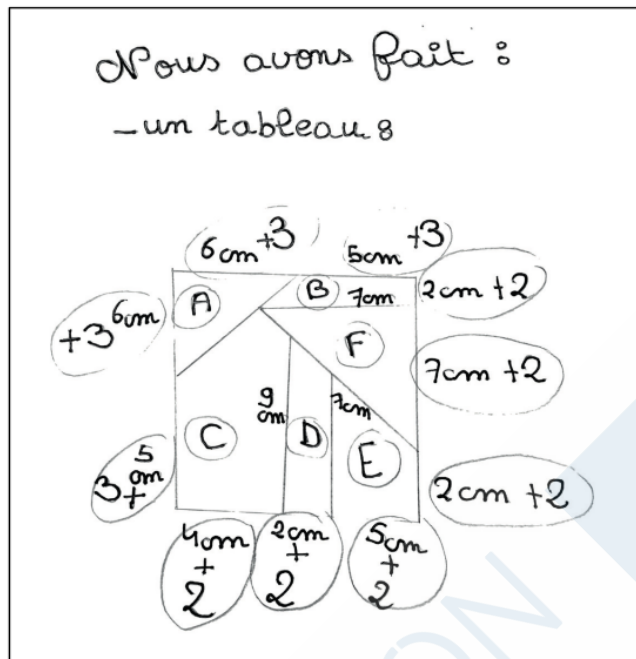 Nous avons fait :
- un tableau :
6cm +3
5cm +3
A
B
7cm
2cm +2
+3 6cm
F
7cm +2
9 cm
7cm
C
D
E
5 cm + 3
2cm +2
4cm + 2
2cm + 2
5cm + 2
ON